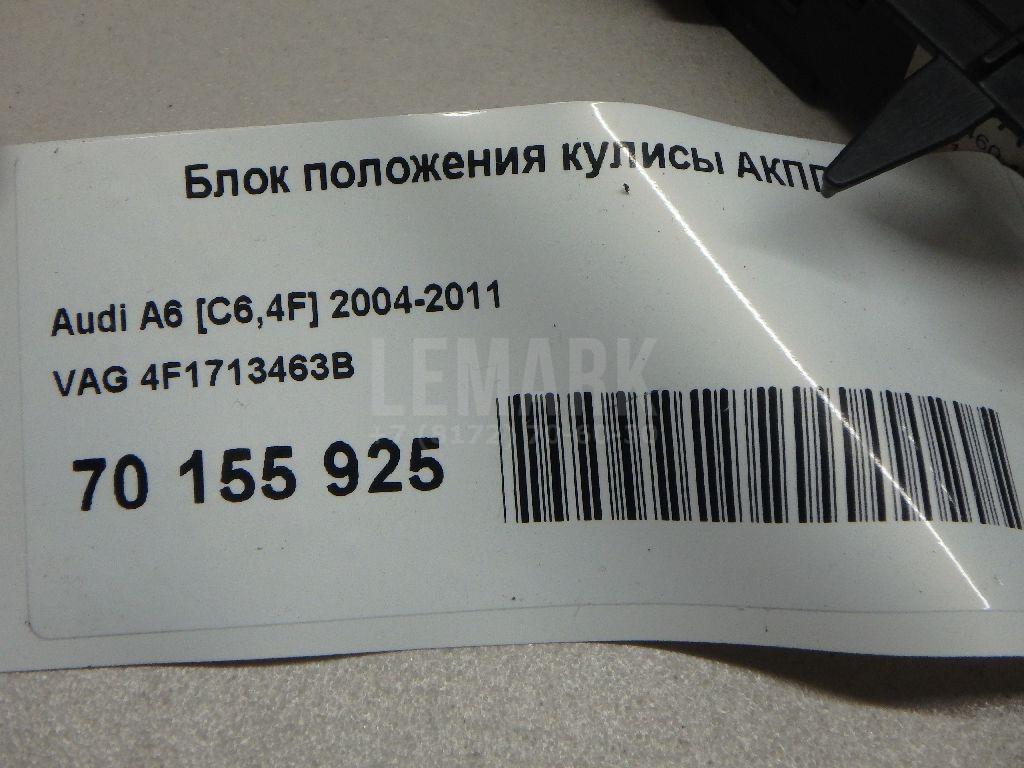 Блок положения кулисы АКПП
Audi A6 [C6,4F] 2004-2011
VAG 4F1713463B
LEMARK
70 155 925